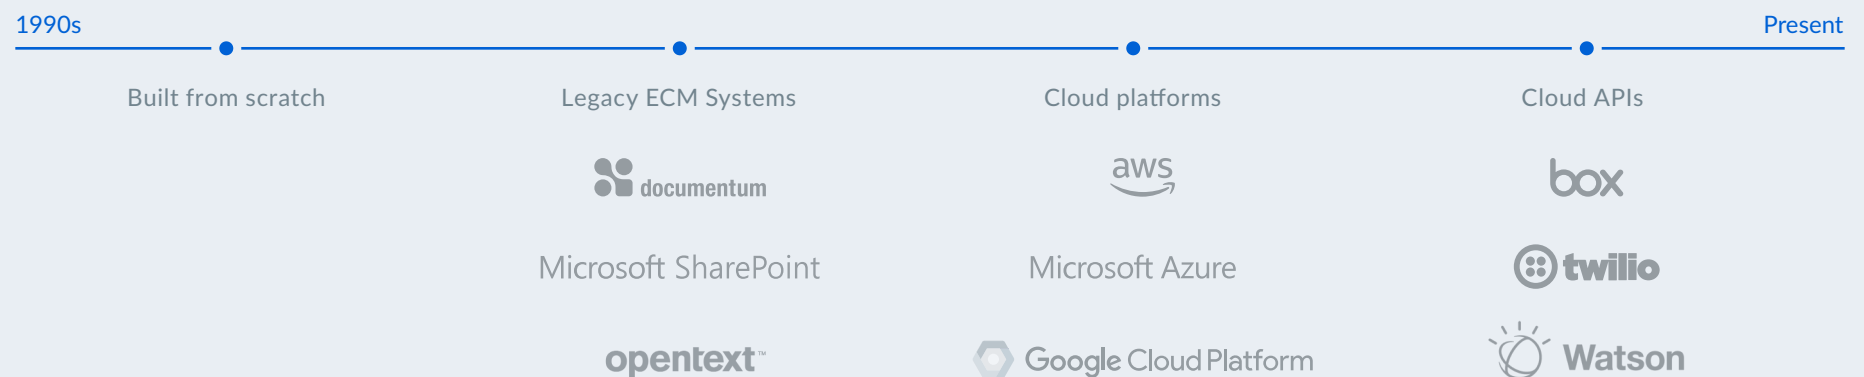 1990s
Present
Built from scratch
Legacy ECM Systems
Cloud platforms
Cloud APIs
documentum
aws
box
Microsoft SharePoint
Microsoft Azure
twilio
opentext™
Google Cloud Platform
Watson